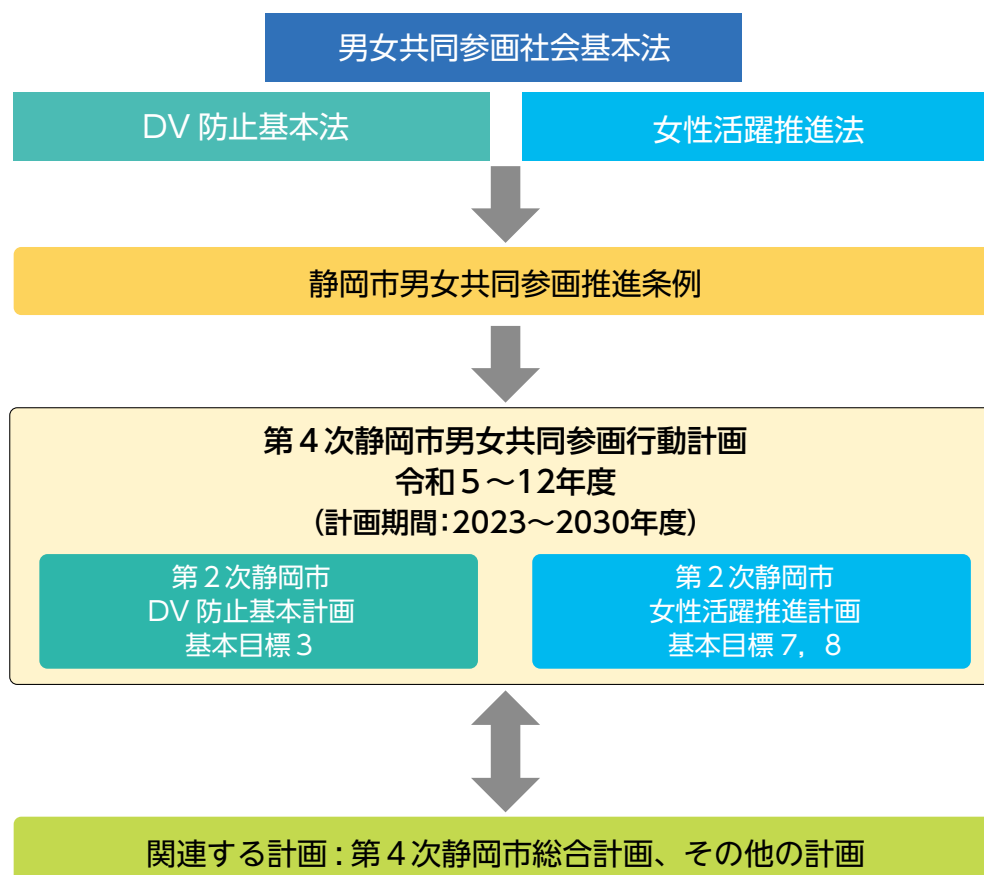 男女共同参画社会基本法
DV 防止基本法
女性活躍推進法
静岡市男女共同参画推進条例
第４次静岡市男女共同参画行動計画
令和５～12年度
（計画期間：2023～2030年度）
第２次静岡市
DV 防止基本計画
基本目標３
第２次静岡市
女性活躍推進計画
基本目標７，８
関連する計画：第４次静岡市総合計画、その他の計画